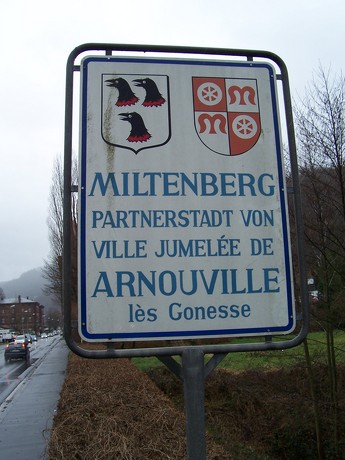 MILTENBERG
PARTNERSTADT VON
VILLE JUMELÉE DE
ARNOUVILLE
lès Gonesse